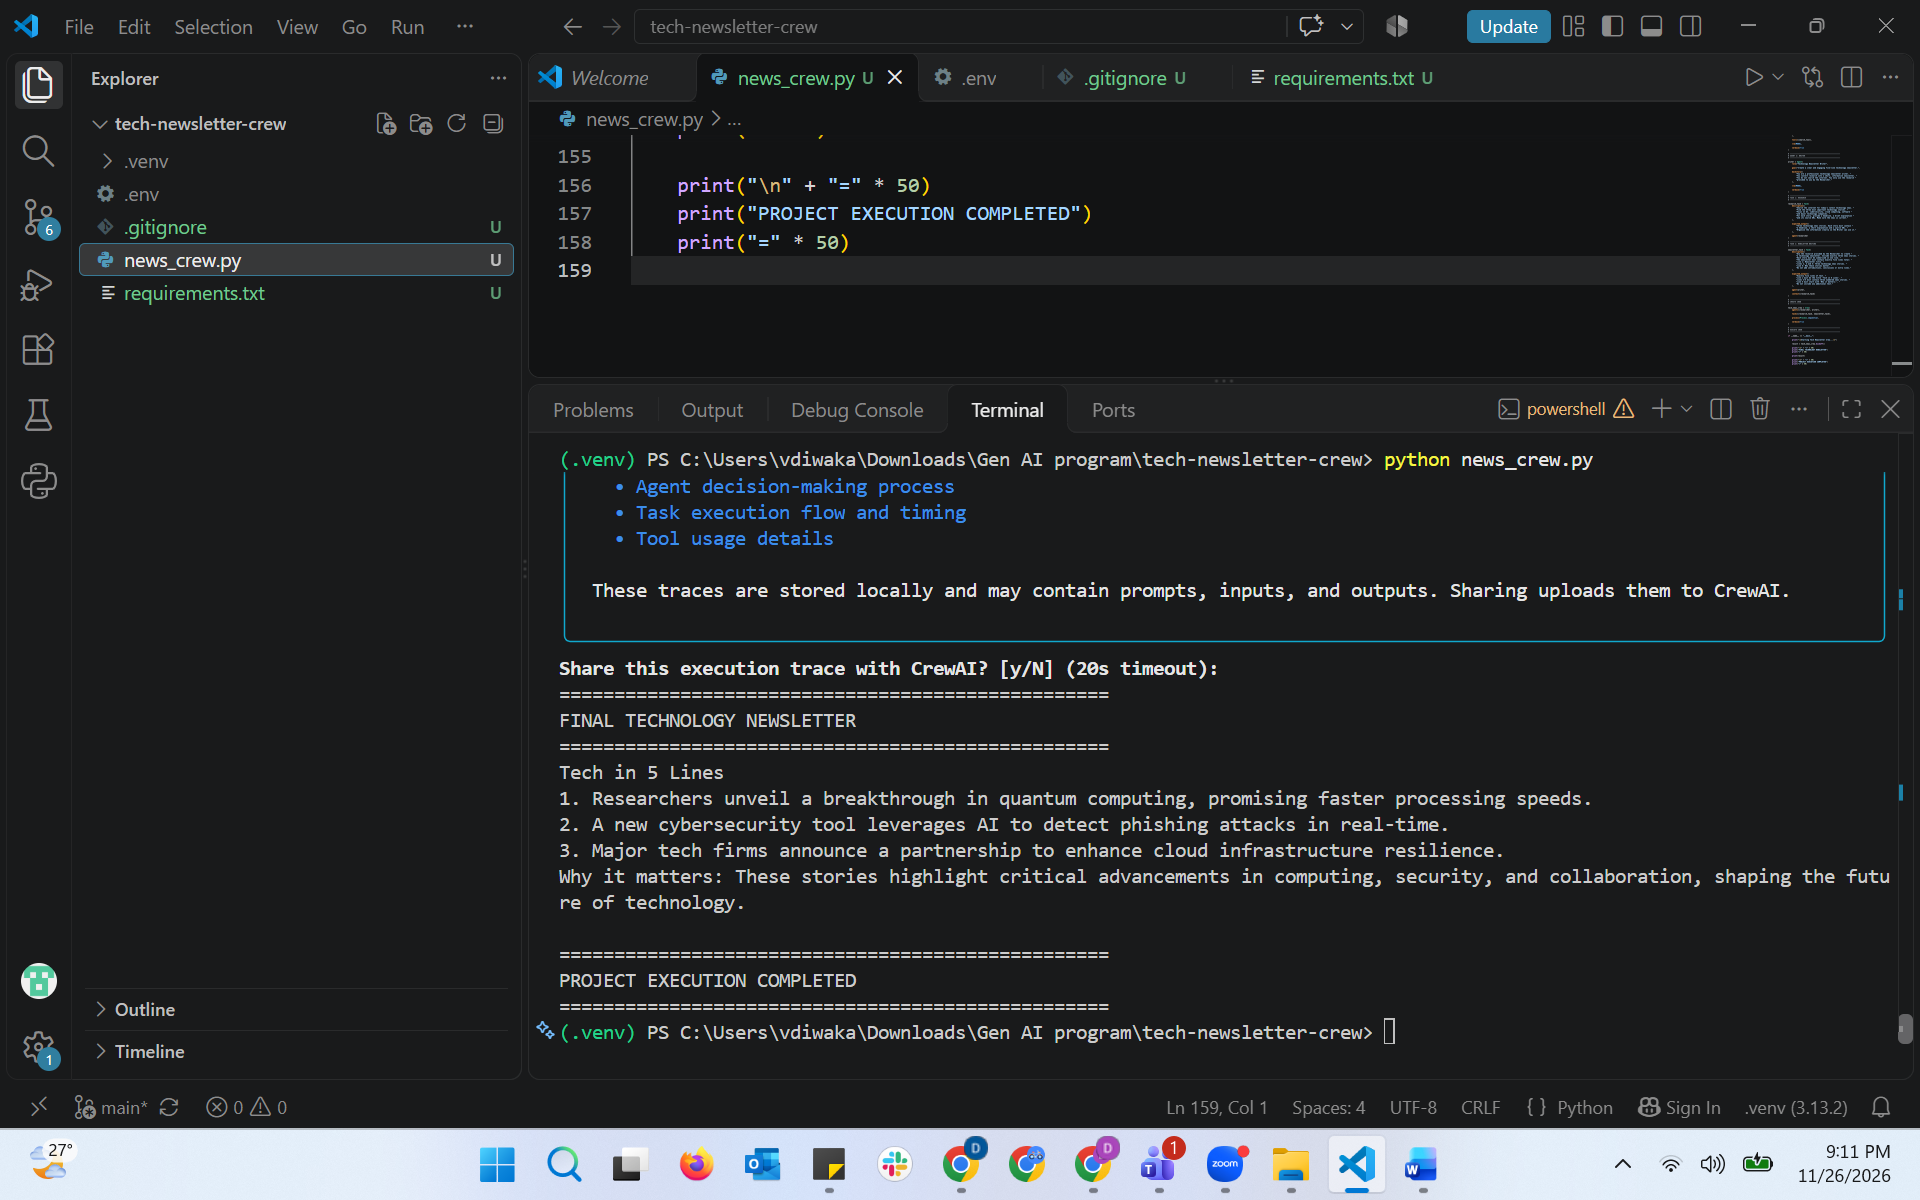 File Edit Selection View Go Run ···
tech-newsletter-crew
Update
Explorer
tech-newsletter-crew
.venv
.env
.gitignore U
news_crew.py U
requirements.txt U
6
Outline
Timeline
1
Welcome news_crew.py U .env .gitignore U requirements.txt U
news_crew.py > ...
155
156 print("\n" + "=" * 50)
157 print("PROJECT EXECUTION COMPLETED")
158 print("=" * 50)
159
Problems Output Debug Console Terminal Ports
powershell
(.venv) PS C:\Users\vdiwaka\Downloads\Gen AI program\tech-newsletter-crew> python news_crew.py
• Agent decision-making process
• Task execution flow and timing
• Tool usage details
These traces are stored locally and may contain prompts, inputs, and outputs. Sharing uploads them to CrewAI.
Share this execution trace with CrewAI? [y/N] (20s timeout):
==================================================
FINAL TECHNOLOGY NEWSLETTER
==================================================
Tech in 5 Lines
1. Researchers unveil a breakthrough in quantum computing, promising faster processing speeds.
2. A new cybersecurity tool leverages AI to detect phishing attacks in real-time.
3. Major tech firms announce a partnership to enhance cloud infrastructure resilience.
Why it matters: These stories highlight critical advancements in computing, security, and collaboration, shaping the futu
re of technology.
==================================================
PROJECT EXECUTION COMPLETED
==================================================
(.venv) PS C:\Users\vdiwaka\Downloads\Gen AI program\tech-newsletter-crew>
main* 0 0 Ln 159, Col 1 Spaces: 4 UTF-8 CRLF { } Python Sign In .venv (3.13.2)
27°
D
D
1
zoom
9:11 PM
11/26/2026